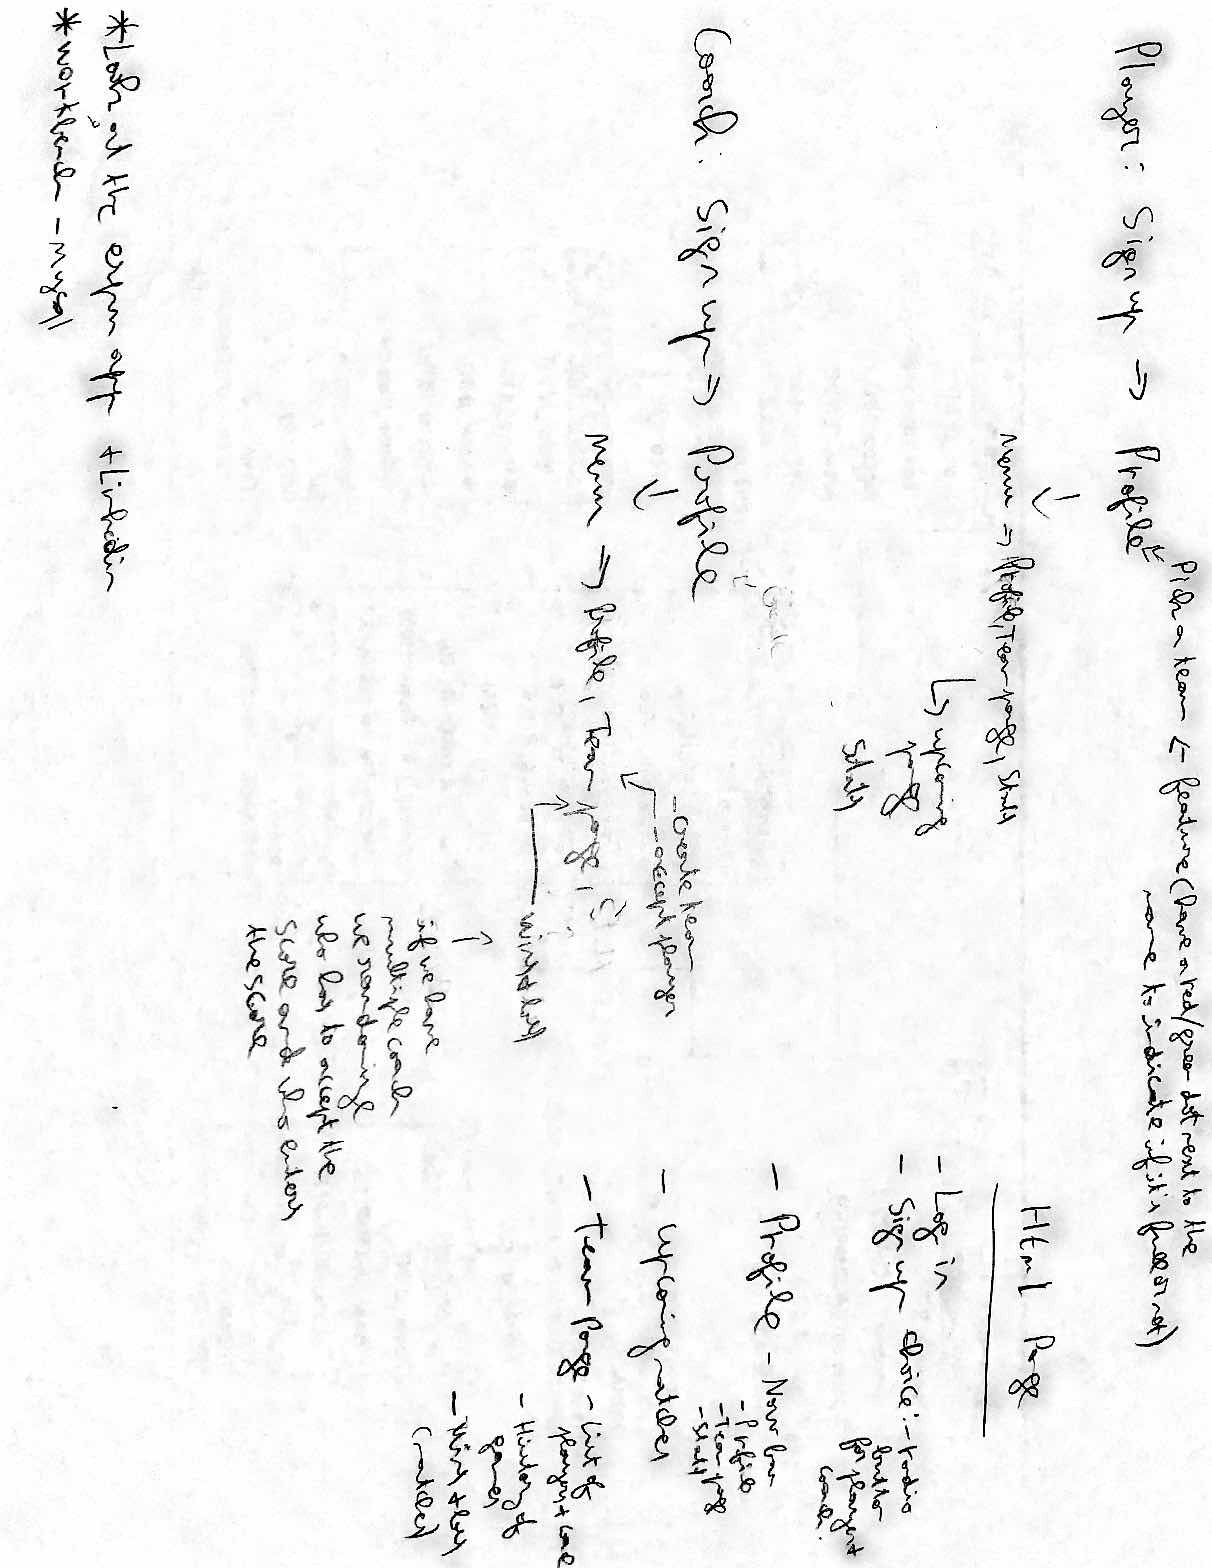 Pick a team ← feature (have a red/green dot next to the
name to indicate if it's full or not)
Player: Sign up → Profile
↓
menu → Profile, Team page, Stats
↳ upcoming
page
Stats
Coach: Sign up → Profile
↓
- create team
- accept player
menu → Profile, Team page,
wins & loss
↑
if we have
multiple coach
we randomize
who has to accept the
score and who enters
the score
Html Page
- Log in
- Sign up choice: - radio
button
for player +
coach.
- Profile - Nav bar
- Profile
- Team page
- Stats
- Upcoming matches
- Team Page - List of
players +
- History of
games
- Wins + loss
(matches)
*Look at the espn app + Linkedin
*workbench - Mysql